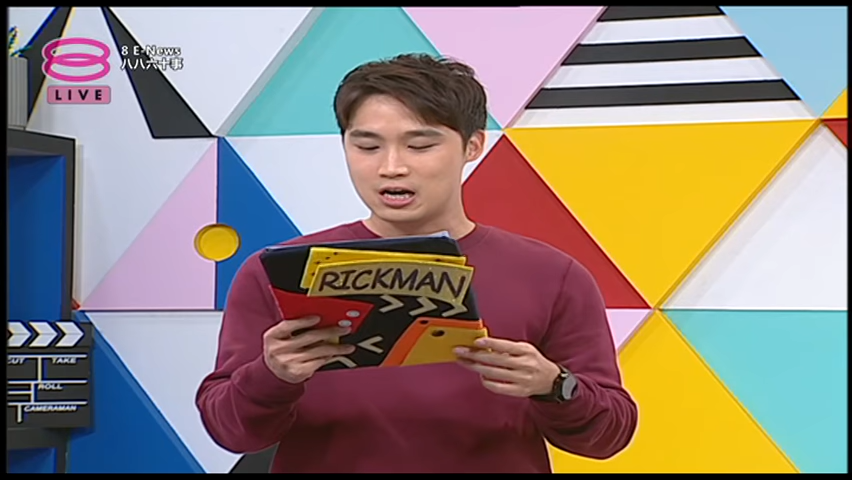 8 E-News
八八六十事
LIVE
RICKMAN
CUT TAKE
ROLL
CAMERAMAN